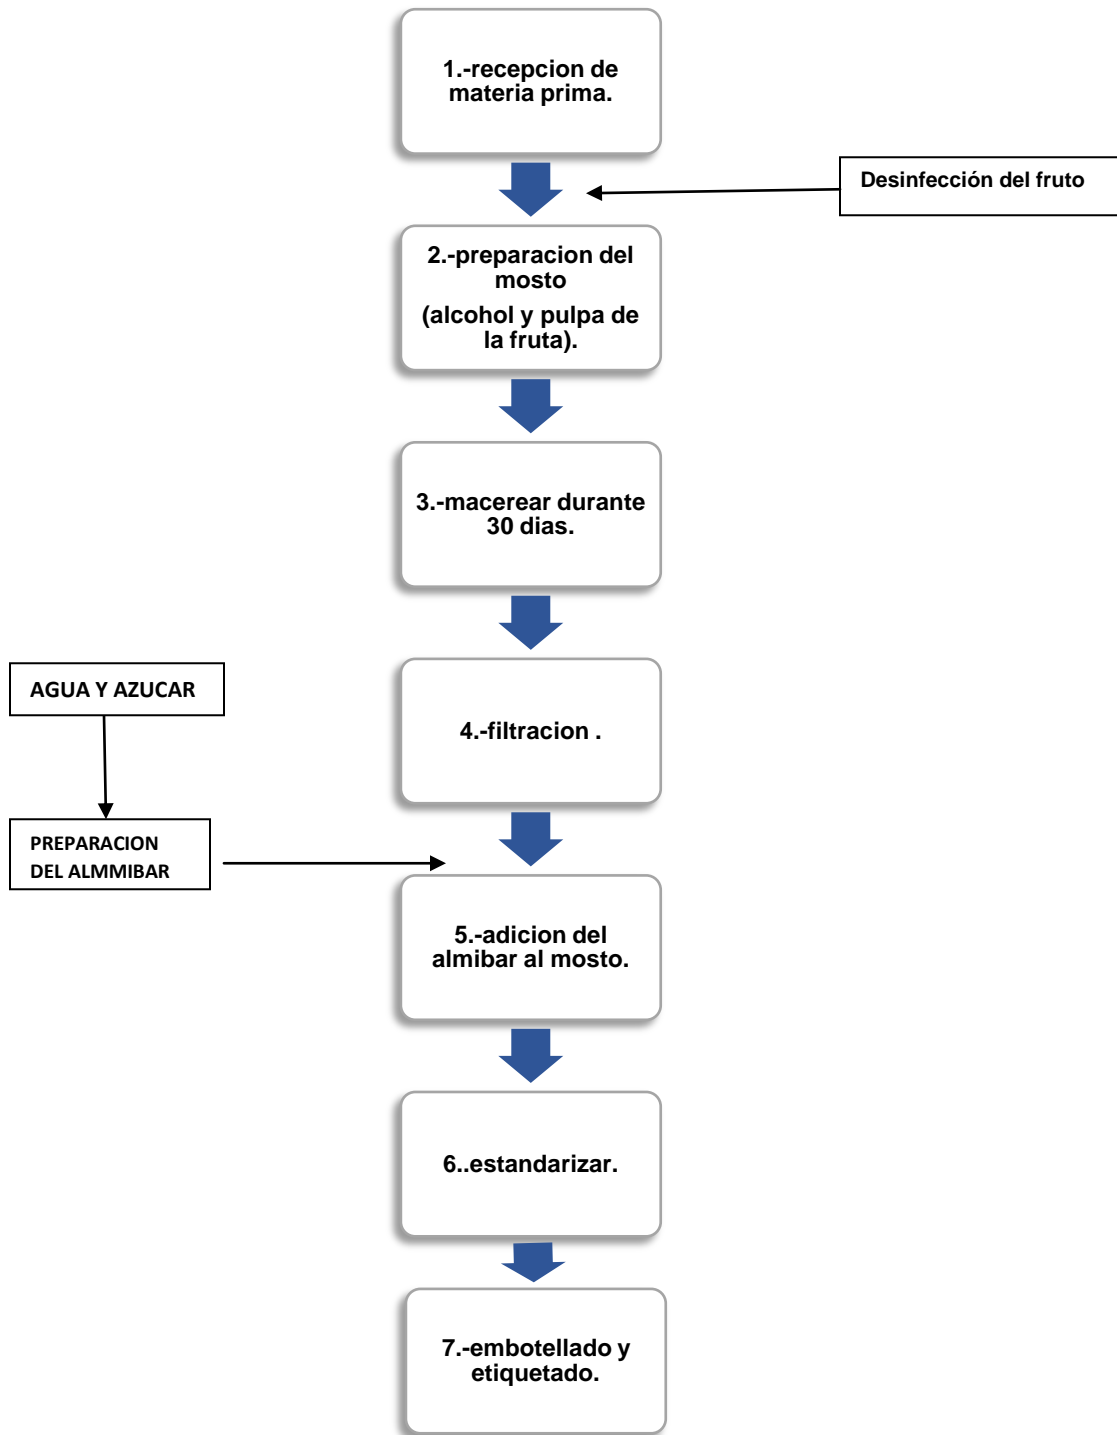 1.-recepcion de
materia prima.
Desinfección del fruto
2.-preparacion del
mosto
(alcohol y pulpa de
la fruta).
3.-macerear durante
30 dias.
AGUA Y AZUCAR
4.-filtracion .
PREPARACION
DEL ALMMIBAR
5.-adicion del
almibar al mosto.
6..estandarizar.
7.-embotellado y
etiquetado.